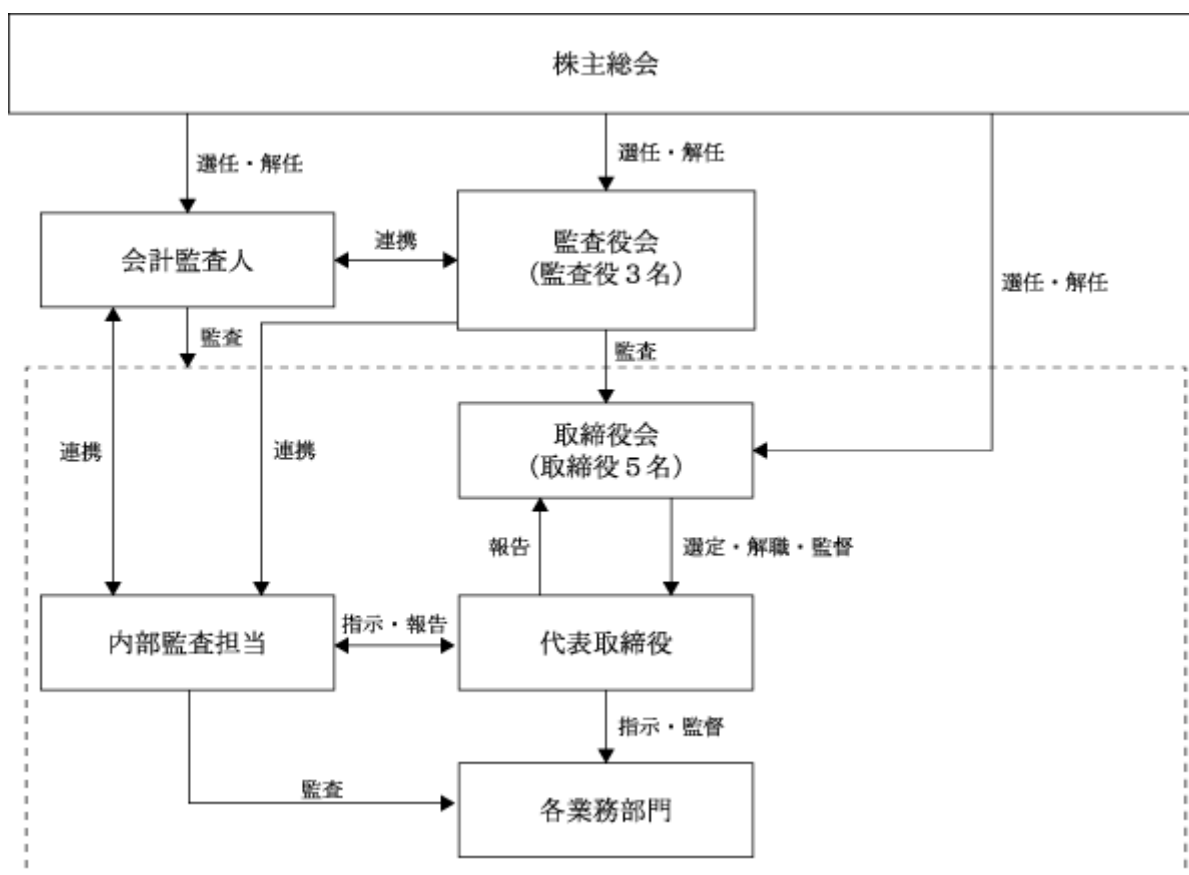 株主総会
選任・解任
選任・解任
選任・解任
会計監査人
連携
監査役会
（監査役３名）
監査
監査
連携
連携
取締役会
（取締役５名）
報告
選定・解職・監督
内部監査担当
指示・報告
代表取締役
指示・監督
監査
各業務部門